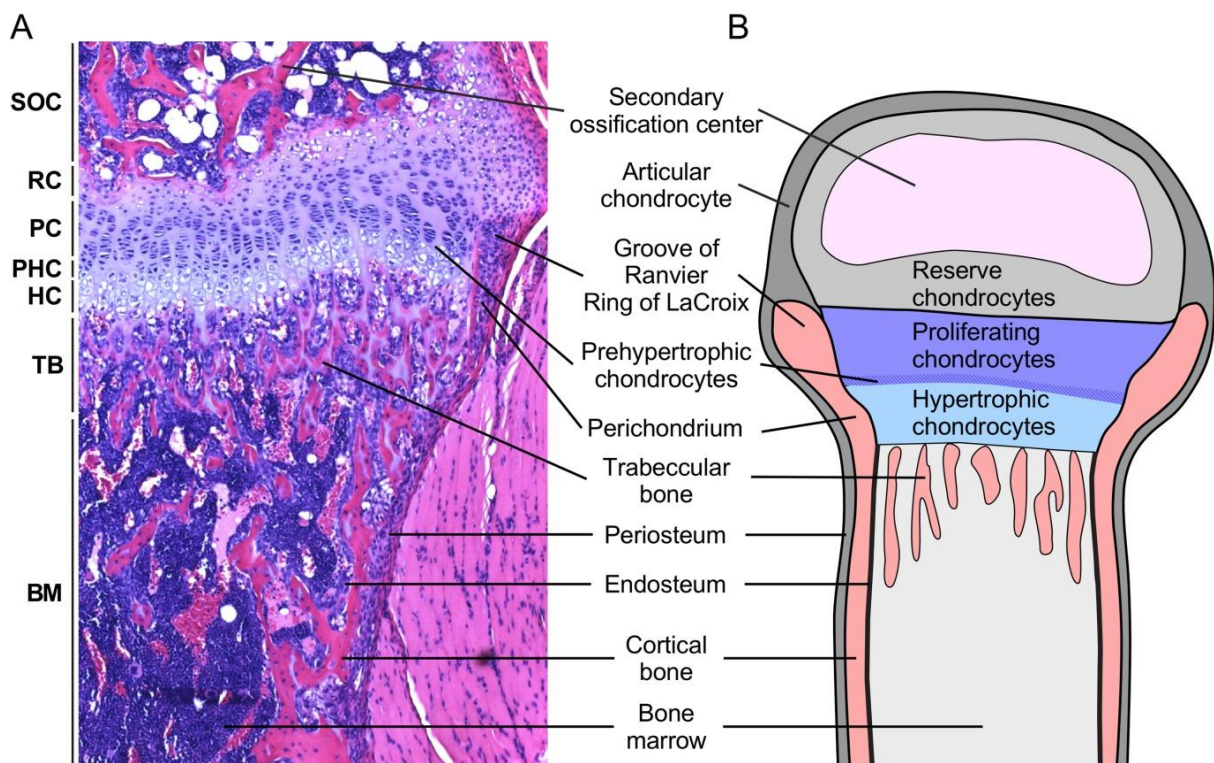 A
B
SOC
RC
PC
PHC
HC
TB
BM
Secondary
ossification center
Articular
chondrocyte
Groove of
Ranvier
Ring of LaCroix
Prehypertrophic
chondrocytes
Perichondrium
Trabeccular
bone
Periosteum
Endosteum
Cortical
bone
Bone
marrow
Reserve
chondrocytes
Proliferating
chondrocytes
Hypertrophic
chondrocytes